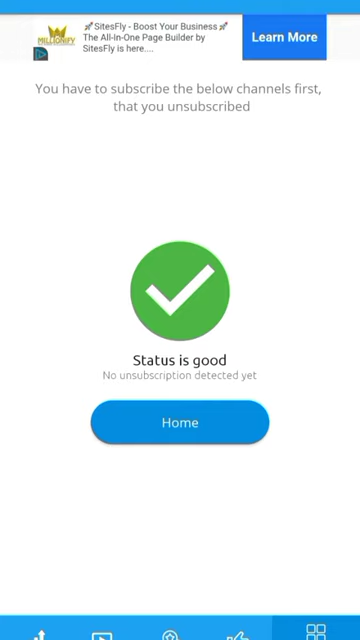 🚀SitesFly - Boost Your Business🚀
The All-In-One Page Builder by
SitesFly is here....
MILLIONIFY
Learn More
You have to subscribe the below channels first,
that you unsubscribed
Status is good
No unsubscription detected yet
Home